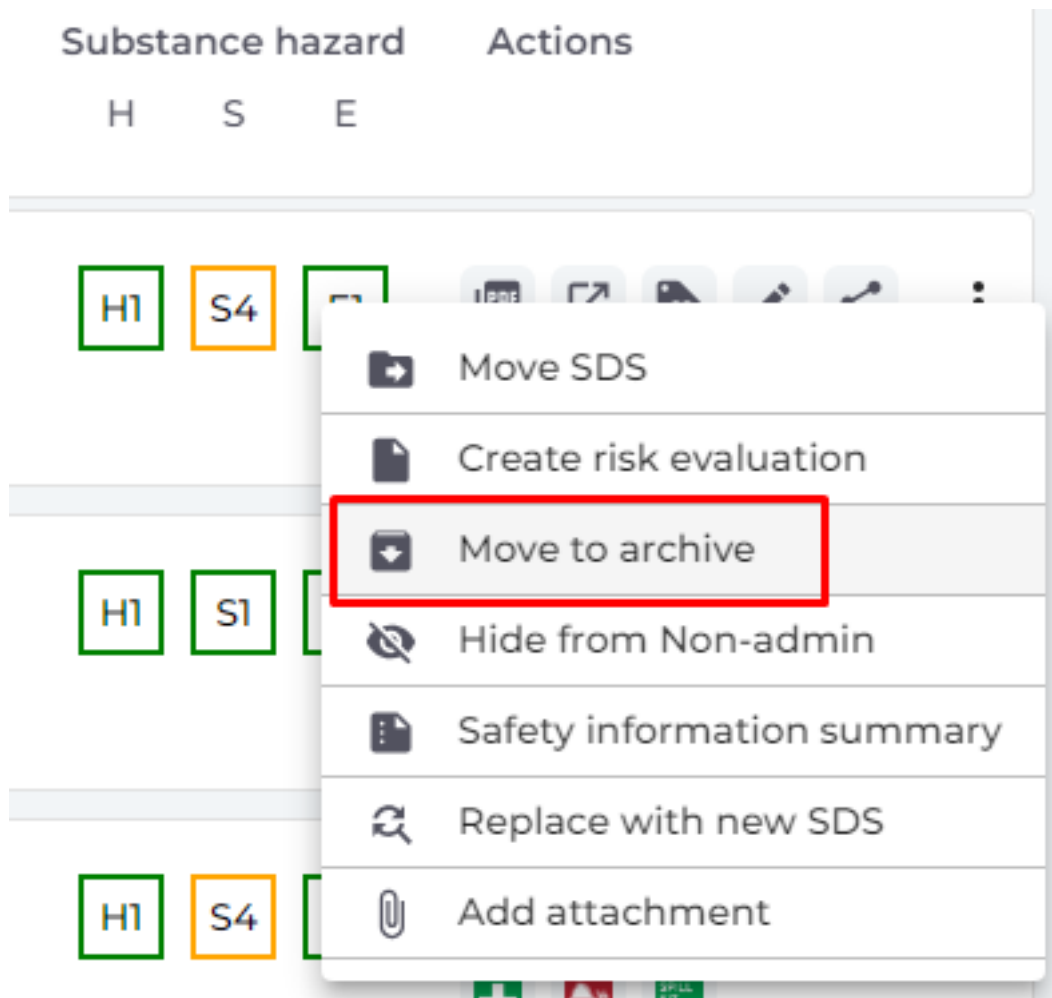 Substance hazard Actions
H S E
H1 S4
Move SDS
Create risk evaluation
Move to archive
H1 S1
Hide from Non-admin
Safety information summary
Replace with new SDS
H1 S4
Add attachment